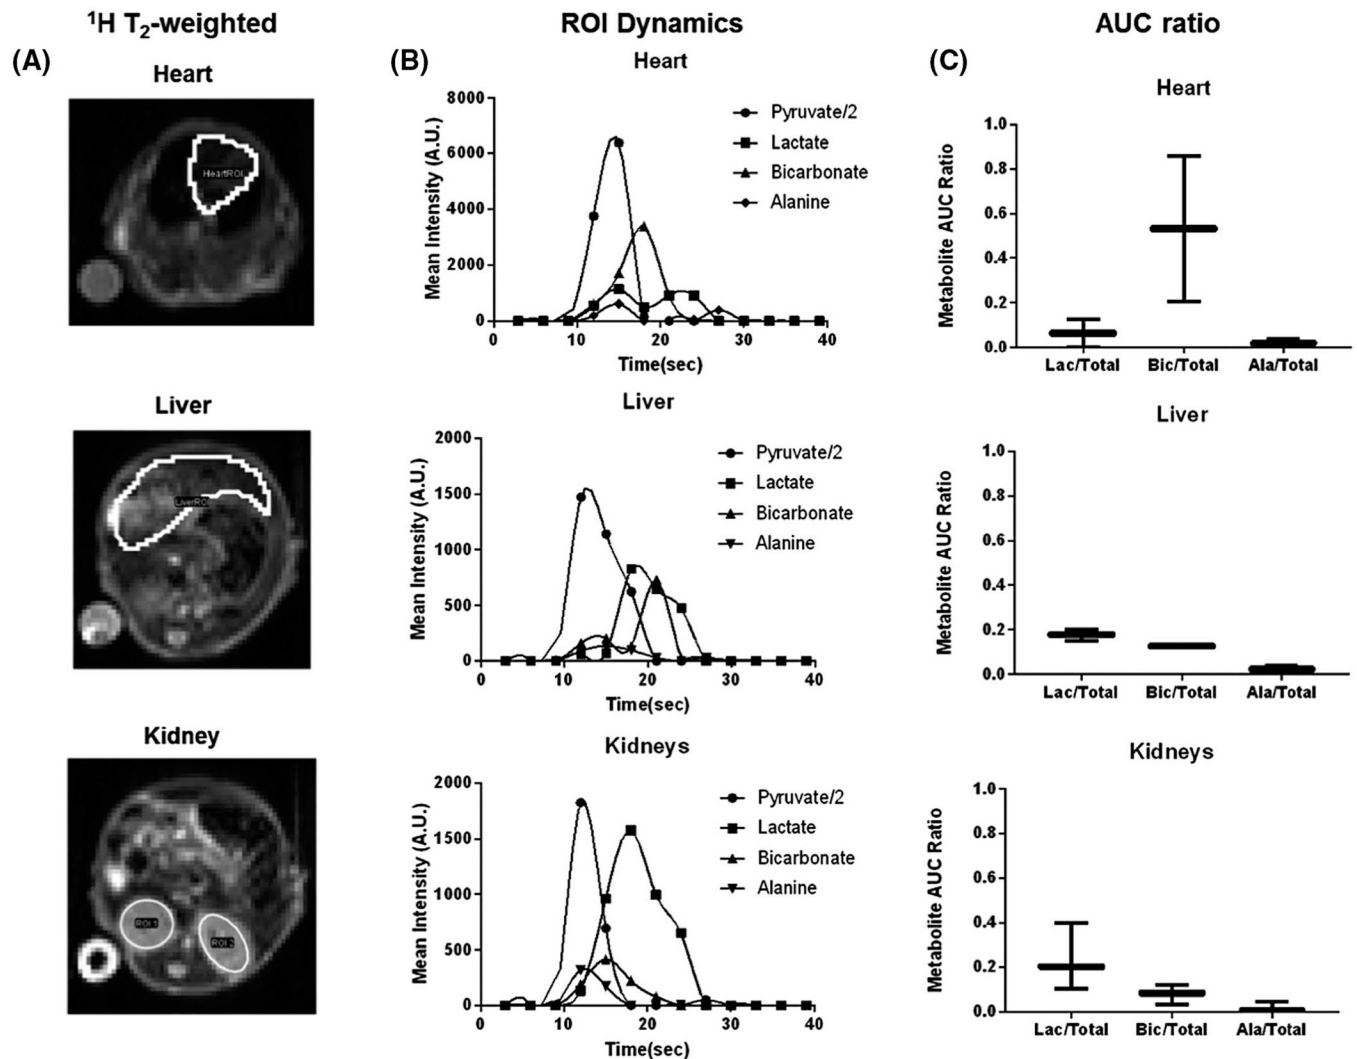 ¹H T₂-weighted
ROI Dynamics
AUC ratio
(A)
Heart
HeartROI
Liver
LiverROI
Kidney
ROI 1
ROI 2
(B)
Heart
Mean Intensity (A.U.)
8000
6000
4000
2000
0
0 10 20 30 40
Time(sec)
Pyruvate/2
Lactate
Bicarbonate
Alanine
Liver
Mean Intensity (A.U.)
2000
1500
1000
500
0
0 10 20 30 40
Time(sec)
Pyruvate/2
Lactate
Bicarbonate
Alanine
Kidneys
Mean Intensity (A.U.)
2000
1500
1000
500
0
0 10 20 30 40
Time(sec)
Pyruvate/2
Lactate
Bicarbonate
Alanine
(C)
Heart
Metabolite AUC Ratio
1.0
0.8
0.6
0.4
0.2
0.0
Lac/Total Bic/Total Ala/Total
Liver
Metabolite AUC Ratio
1.0
0.8
0.6
0.4
0.2
0.0
Lac/Total Bic/Total Ala/Total
Kidneys
Metabolite AUC Ratio
1.0
0.8
0.6
0.4
0.2
0.0
Lac/Total Bic/Total Ala/Total